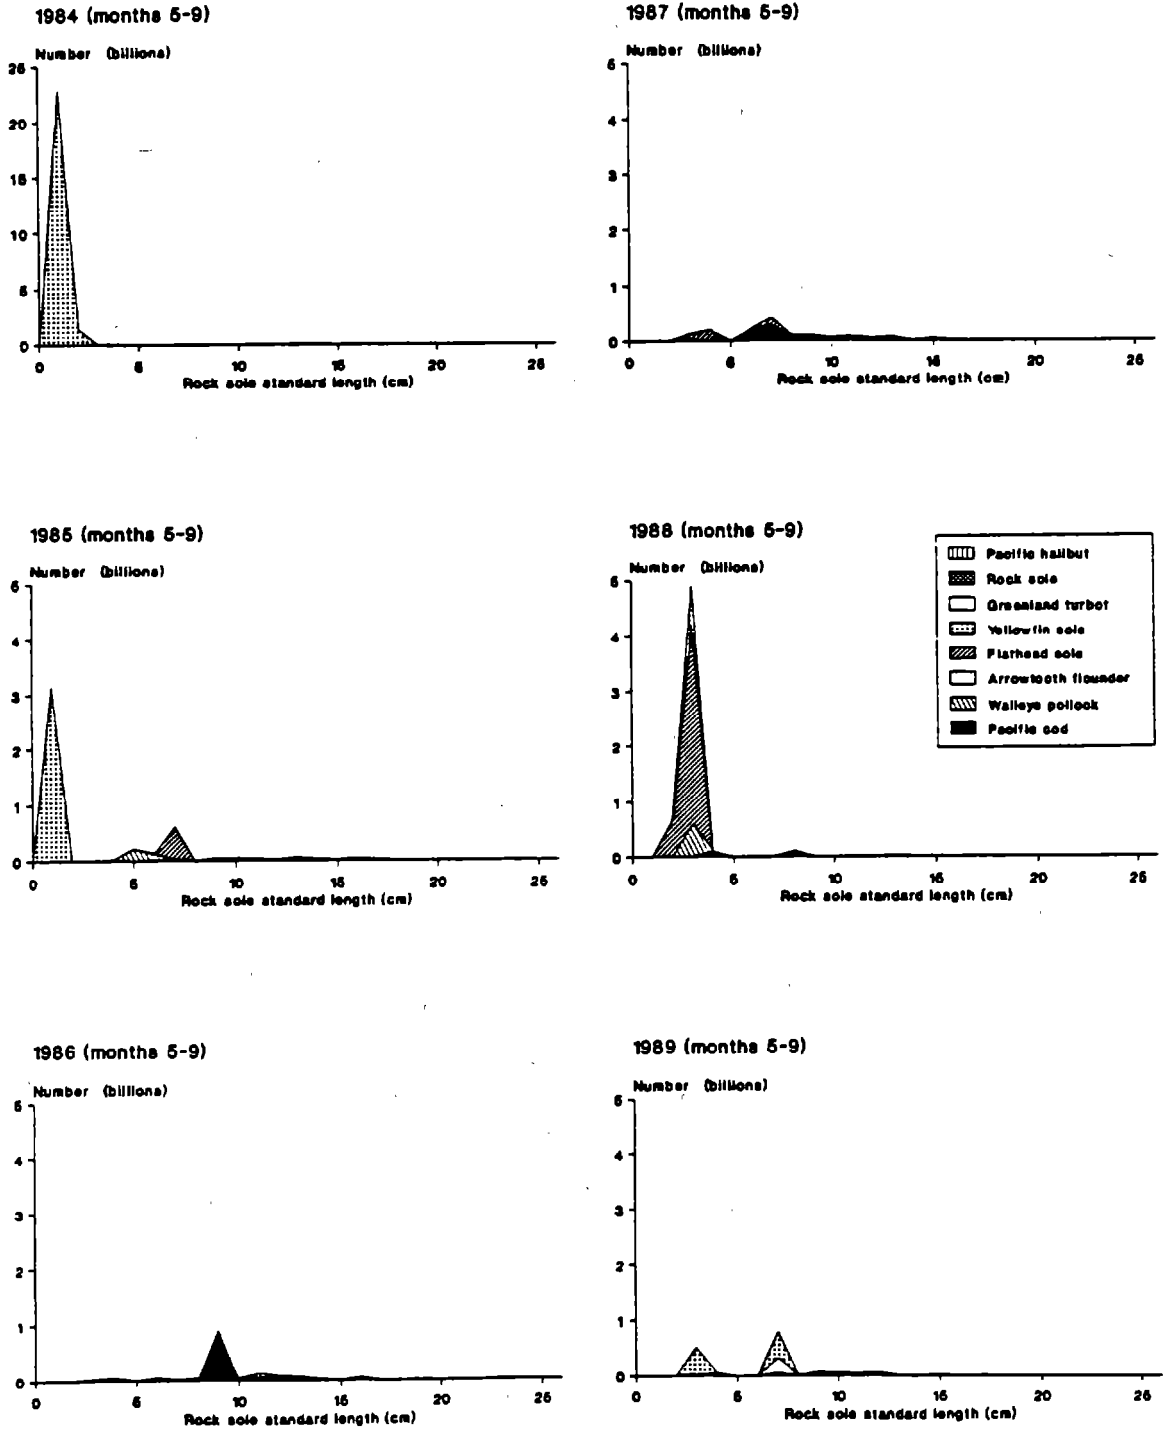 1984 (months 5-9)
Number (billions)
25
20
15
10
5
0
0 5 10 15 20 25
Rock sole standard length (cm)
1987 (months 5-9)
Number (billions)
5
4
3
2
1
0
0 5 10 15 20 25
Rock sole standard length (cm)
1985 (months 5-9)
Number (billions)
5
4
3
2
1
0
0 5 10 15 20 25
Rock sole standard length (cm)
1988 (months 5-9)
Number (billions)
5
4
3
2
1
0
0 5 10 15 20 25
Rock sole standard length (cm)
Pacific halibut
Rock sole
Greenland turbot
Yellowfin sole
Flathead sole
Arrowtooth flounder
Walleye pollock
Pacific cod
1986 (months 5-9)
Number (billions)
5
4
3
2
1
0
0 5 10 15 20 25
Rock sole standard length (cm)
1989 (months 5-9)
Number (billions)
5
4
3
2
1
0
0 5 10 15 20 25
Rock sole standard length (cm)